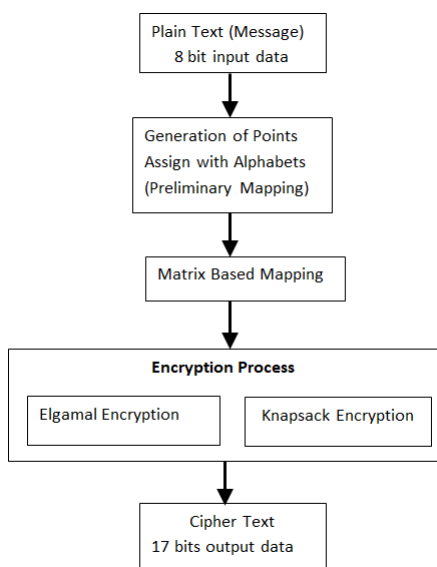 Plain Text (Message)
8 bit input data
Generation of Points
Assign with Alphabets
(Preliminary Mapping)
Matrix Based Mapping
Encryption Process
Elgamal Encryption
Knapsack Encryption
Cipher Text
17 bits output data